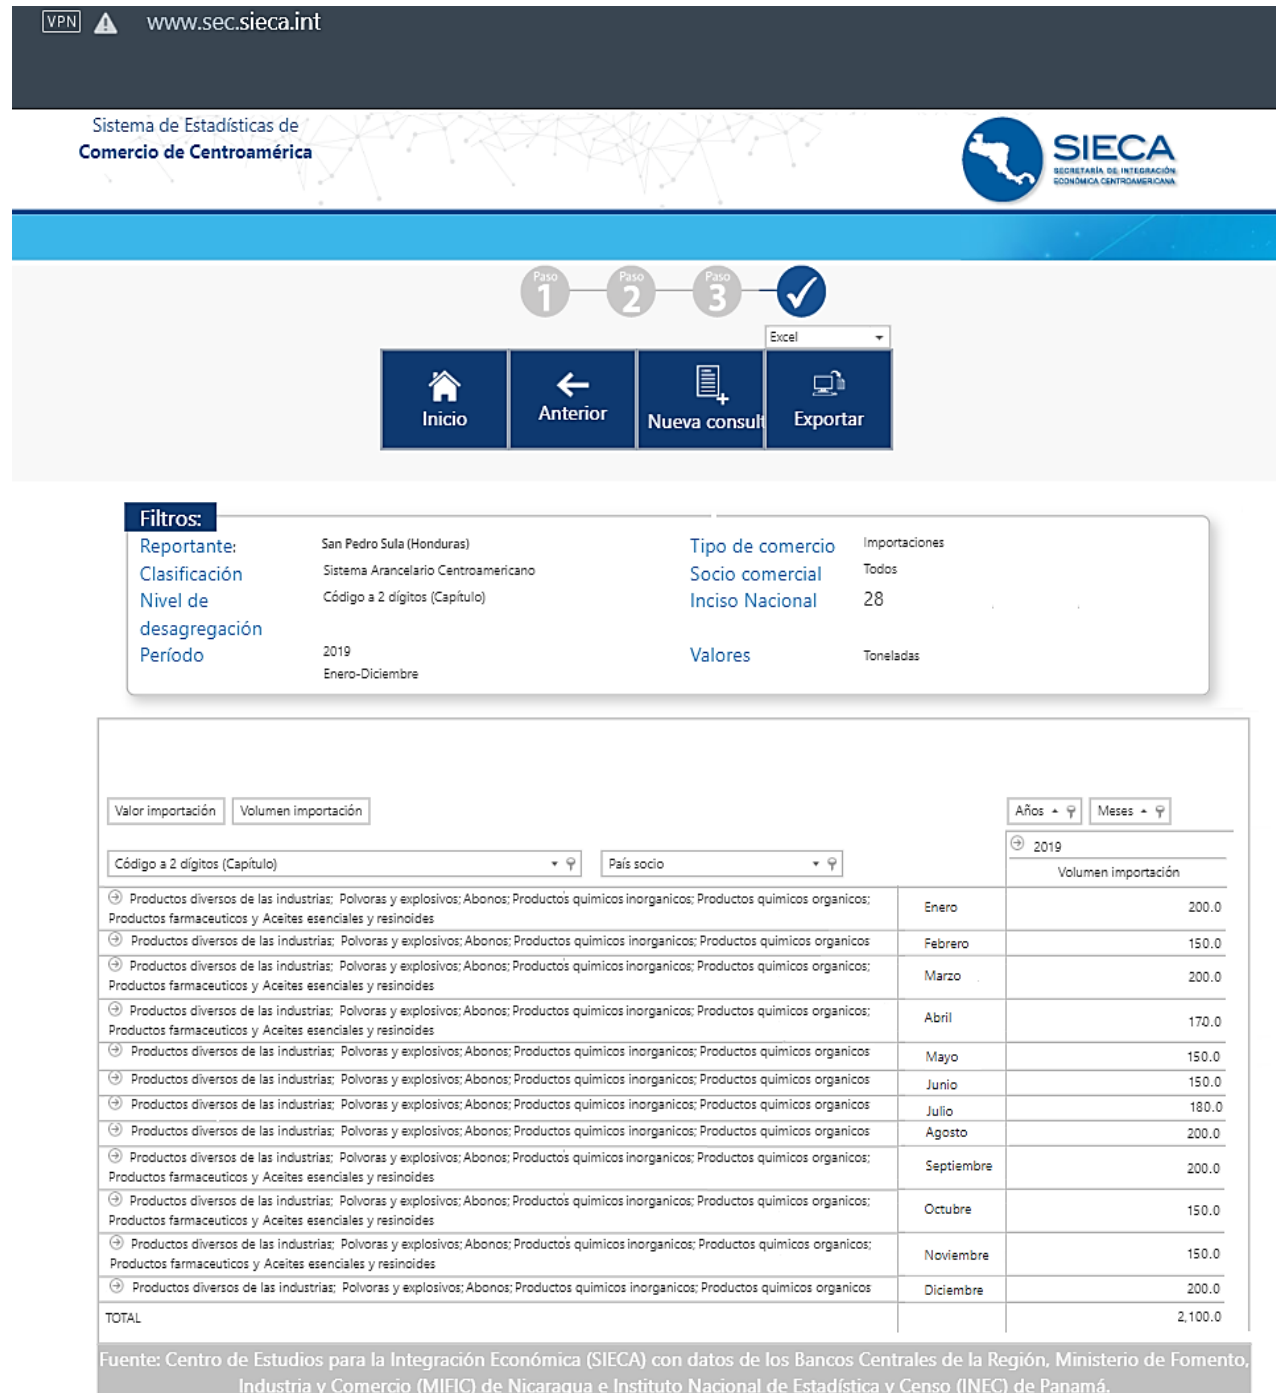 VPN www.sec.sieca.int
Sistema de Estadísticas de
Comercio de Centroamérica
SIECA
SECRETARÍA DE INTEGRACIÓN
ECONÓMICA CENTROAMERICANA
Paso 1 Paso 2 Paso 3
Excel
Inicio Anterior Nueva consult Exportar
Filtros:
Reportante: San Pedro Sula (Honduras) Tipo de comercio Importaciones
Clasificación Sistema Arancelario Centroamericano Socio comercial Todos
Nivel de Código a 2 dígitos (Capítulo) Inciso Nacional 28
desagregación
Período 2019 Valores Toneladas
Enero-Diciembre
Valor importación Volumen importación Años Meses
2019
Código a 2 dígitos (Capítulo) País socio Volumen importación
Productos diversos de las industrias; Polvoras y explosivos; Abonos; Productos quimicos inorganicos; Productos quimicos organicos;
Productos farmaceuticos y Aceites esenciales y resinoides Enero 200.0
Productos diversos de las industrias; Polvoras y explosivos; Abonos; Productos quimicos inorganicos; Productos quimicos organicos Febrero 150.0
Productos diversos de las industrias; Polvoras y explosivos; Abonos; Productos quimicos inorganicos; Productos quimicos organicos;
Productos farmaceuticos y Aceites esenciales y resinoides Marzo 200.0
Productos diversos de las industrias; Polvoras y explosivos; Abonos; Productos quimicos inorganicos; Productos quimicos organicos;
Productos farmaceuticos y Aceites esenciales y resinoides Abril 170.0
Productos diversos de las industrias; Polvoras y explosivos; Abonos; Productos quimicos inorganicos; Productos quimicos organicos Mayo 150.0
Productos diversos de las industrias; Polvoras y explosivos; Abonos; Productos quimicos inorganicos; Productos quimicos organicos Junio 150.0
Productos diversos de las industrias; Polvoras y explosivos; Abonos; Productos quimicos inorganicos; Productos quimicos organicos Julio 180.0
Productos diversos de las industrias; Polvoras y explosivos; Abonos; Productos quimicos inorganicos; Productos quimicos organicos Agosto 200.0
Productos diversos de las industrias; Polvoras y explosivos; Abonos; Productos quimicos inorganicos; Productos quimicos organicos;
Productos farmaceuticos y Aceites esenciales y resinoides Septiembre 200.0
Productos diversos de las industrias; Polvoras y explosivos; Abonos; Productos quimicos inorganicos; Productos quimicos organicos;
Productos farmaceuticos y Aceites esenciales y resinoides Octubre 150.0
Productos diversos de las industrias; Polvoras y explosivos; Abonos; Productos quimicos inorganicos; Productos quimicos organicos;
Productos farmaceuticos y Aceites esenciales y resinoides Noviembre 150.0
Productos diversos de las industrias; Polvoras y explosivos; Abonos; Productos quimicos inorganicos; Productos quimicos organicos Diciembre 200.0
TOTAL 2,100.0
Fuente: Centro de Estudios para la Integración Económica (SIECA) con datos de los Bancos Centrales de la Región, Ministerio de Fomento,
Industria y Comercio (MIFIC) de Nicaragua e Instituto Nacional de Estadística y Censo (INEC) de Panamá.